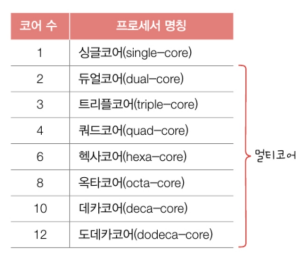 코어 수 프로세서 명칭
1 싱글코어(single-core)
2 듀얼코어(dual-core)
3 트리플코어(triple-core)
4 쿼드코어(quad-core)
6 헥사코어(hexa-core)
8 옥타코어(octa-core)
10 데카코어(deca-core)
12 도데카코어(dodeca-core)
멀티코어